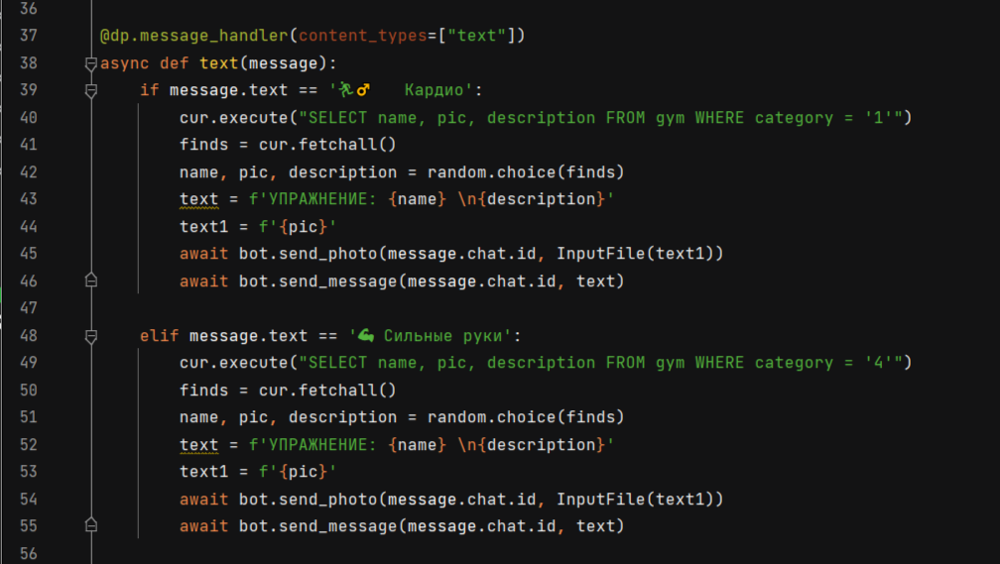 36
37 @dp.message_handler(content_types=["text"])
38 async def text(message):
39 if message.text == '🏃‍♂️ Кардио':
40 cur.execute("SELECT name, pic, description FROM gym WHERE category = '1'")
41 finds = cur.fetchall()
42 name, pic, description = random.choice(finds)
43 text = f'УПРАЖНЕНИЕ: {name} \n{description}'
44 text1 = f'{pic}'
45 await bot.send_photo(message.chat.id, InputFile(text1))
46 await bot.send_message(message.chat.id, text)
47
48 elif message.text == '💪 Сильные руки':
49 cur.execute("SELECT name, pic, description FROM gym WHERE category = '4'")
50 finds = cur.fetchall()
51 name, pic, description = random.choice(finds)
52 text = f'УПРАЖНЕНИЕ: {name} \n{description}'
53 text1 = f'{pic}'
54 await bot.send_photo(message.chat.id, InputFile(text1))
55 await bot.send_message(message.chat.id, text)
56